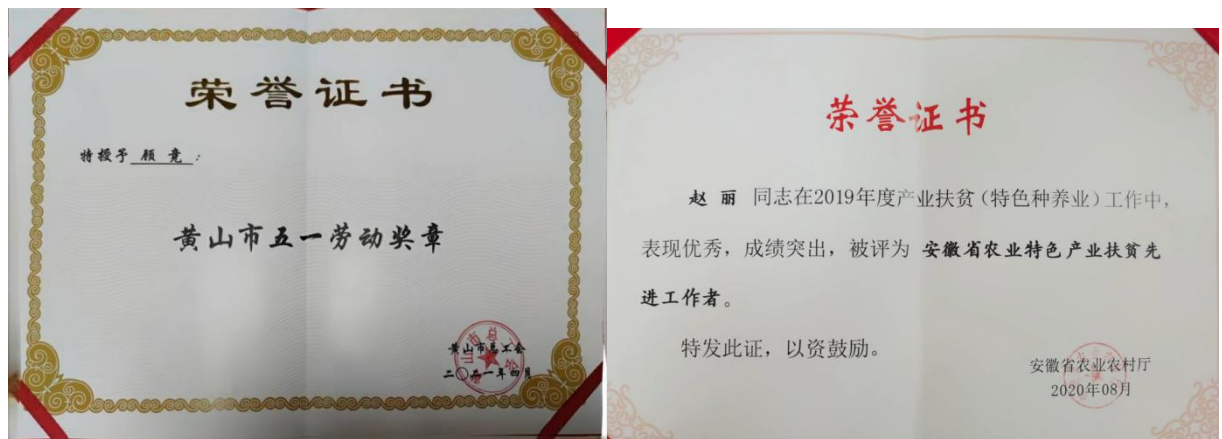 荣誉证书
特授予 顾竞：
黄山市五一劳动奖章
黄山市总工会
二〇二一年四月
荣誉证书
赵丽 同志在2019年度产业扶贫（特色种养业）工作中，
表现优秀，成绩突出，被评为 安徽省农业特色产业扶贫先
进工作者。
特发此证，以资鼓励。
安徽省农业农村厅
2020年08月